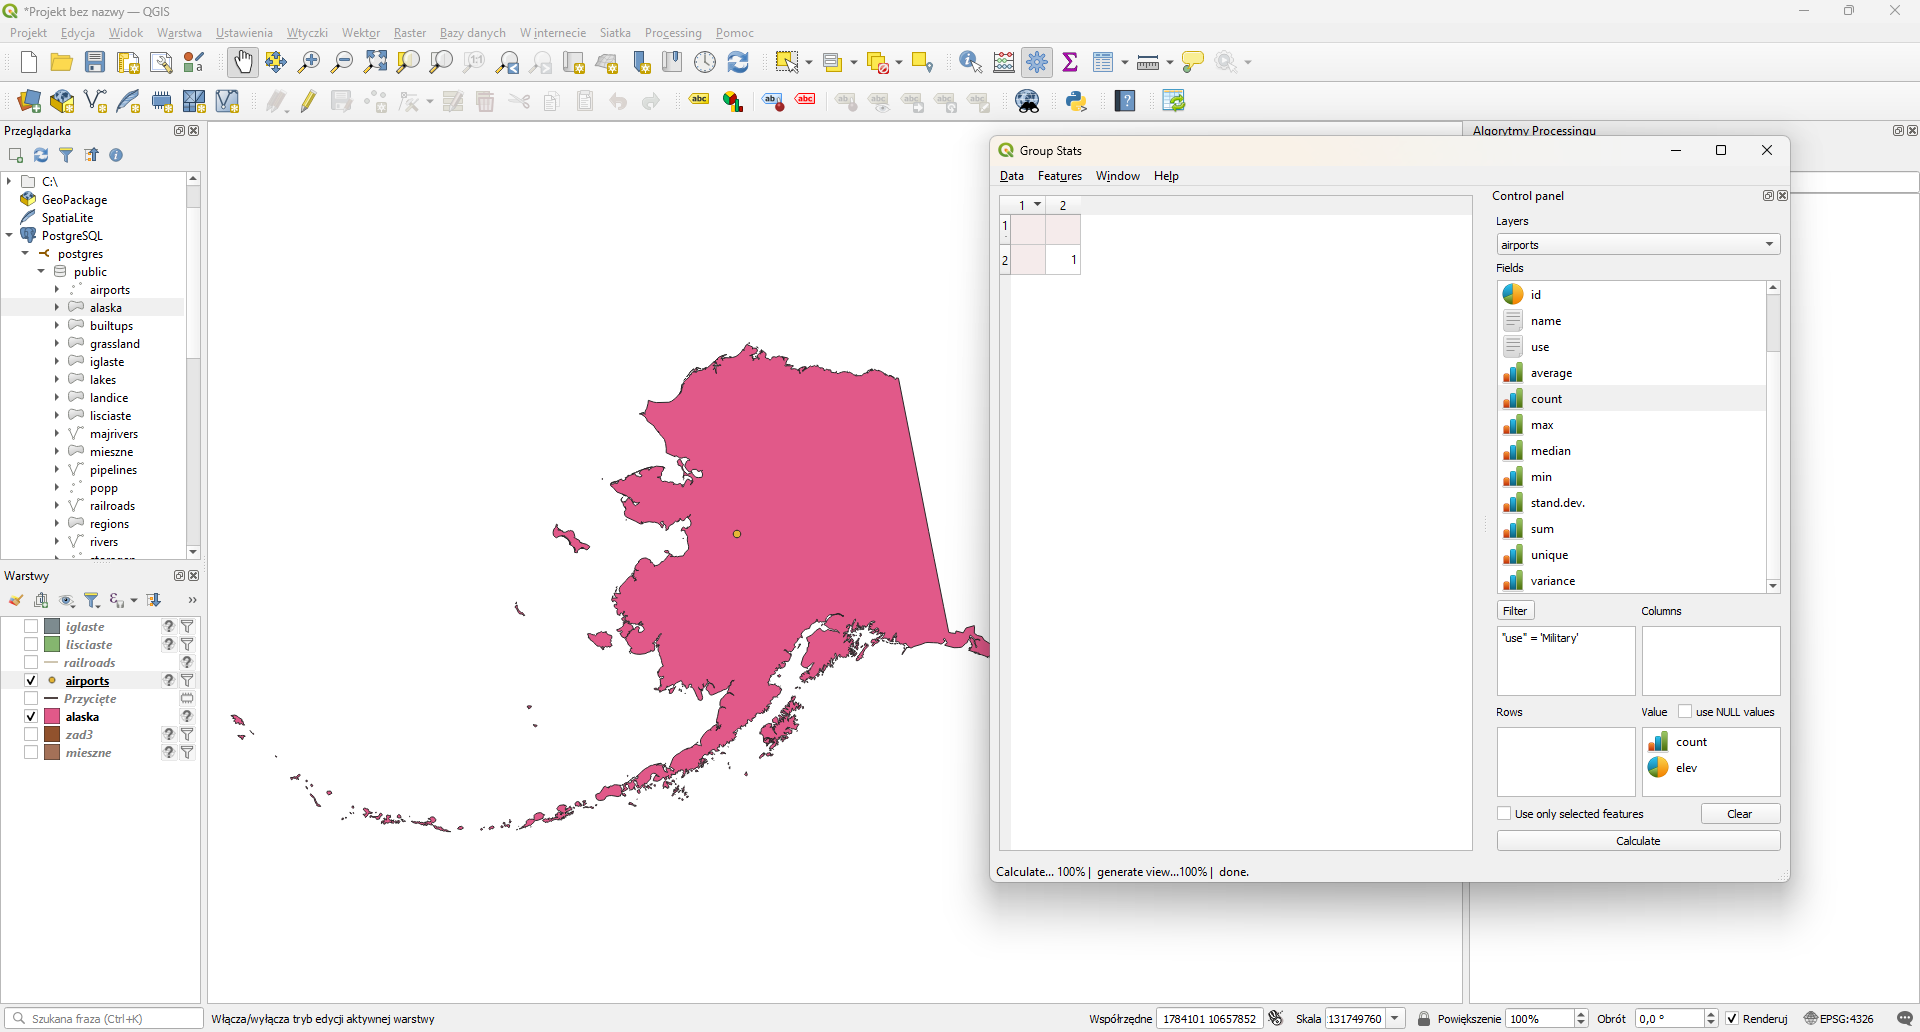 *Projekt bez nazwy — QGIS
Projekt Edycja Widok Warstwa Ustawienia Wtyczki Wektor Raster Bazy danych W internecie Siatka Processing Pomoc
Przeglądarka
C:\
GeoPackage
SpatiaLite
PostgreSQL
postgres
public
airports
alaska
builtups
grassland
iglaste
lakes
landice
lisciaste
majrivers
mieszne
pipelines
popp
railroads
regions
rivers
Warstwy
iglaste
lisciaste
railroads
airports
Przycięte
alaska
zad3
mieszne
Algorytmy Processingu
Group Stats
Data Features Window Help
1 2
1
2 1
Control panel
Layers
airports
Fields
id
name
use
average
count
max
median
min
stand.dev.
sum
unique
variance
Filter Columns
"use" = 'Military'
Rows Value use NULL values
count
elev
Use only selected features Clear
Calculate
Calculate... 100% | generate view...100% | done.
Szukana fraza (Ctrl+K) Włącza/wyłącza tryb edycji aktywnej warstwy Współrzędne 1784101 10657852 Skala 131749760 Powiększenie 100% Obrót 0,0 ° Renderuj EPSG:4326